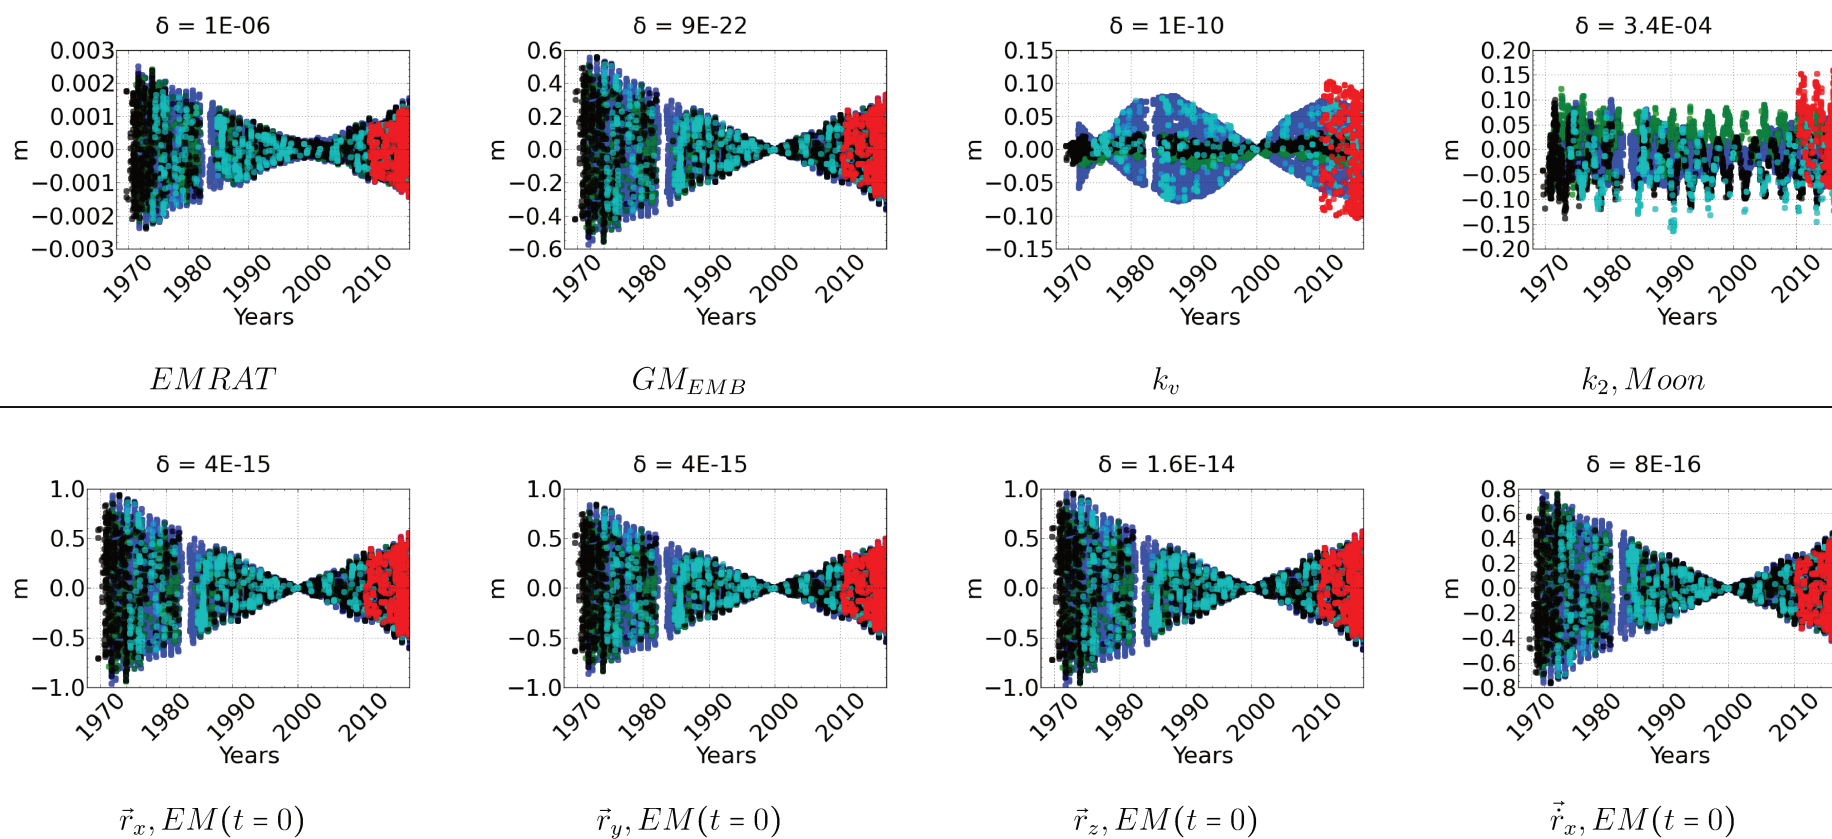 δ = 1E-06
0.003
0.002
0.001
0.000
−0.001
−0.002
−0.003
m
1970
1980
1990
2000
2010
Years
EMRAT
δ = 9E-22
0.6
0.4
0.2
0.0
−0.2
−0.4
−0.6
m
1970
1980
1990
2000
2010
Years
GM_EMB
δ = 1E-10
0.15
0.10
0.05
0.00
−0.05
−0.10
−0.15
m
1970
1980
1990
2000
2010
Years
k_v
δ = 3.4E-04
0.20
0.15
0.10
0.05
0.00
−0.05
−0.10
−0.15
−0.20
m
1970
1980
1990
2000
2010
Years
k₂, Moon
δ = 4E-15
1.0
0.5
0.0
−0.5
−1.0
m
1970
1980
1990
2000
2010
Years
r⃗_x, EM(t = 0)
δ = 4E-15
1.0
0.5
0.0
−0.5
−1.0
m
1970
1980
1990
2000
2010
Years
r⃗_y, EM(t = 0)
δ = 1.6E-14
1.0
0.5
0.0
−0.5
−1.0
m
1970
1980
1990
2000
2010
Years
r⃗_z, EM(t = 0)
δ = 8E-16
0.8
0.6
0.4
0.2
0.0
−0.2
−0.4
−0.6
−0.8
m
1970
1980
1990
2000
2010
Years
ṙ⃗_x, EM(t = 0)